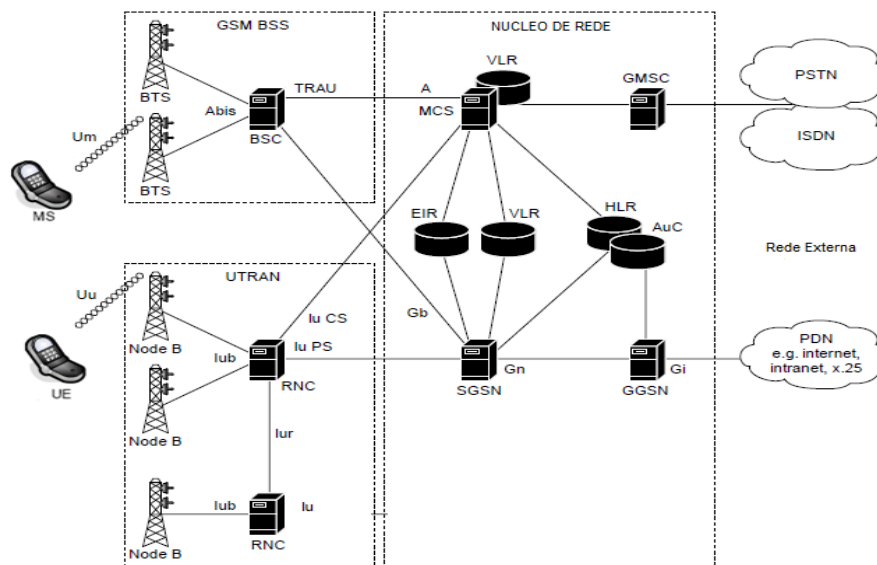 GSM BSS
NUCLEO DE REDE
VLR
TRAU
A
GMSC
PSTN
BTS
Abis
MCS
BSC
Um
ISDN
BTS
MS
EIR
VLR
HLR
AuC
Rede Externa
UTRAN
Uu
Iu CS
Gb
Node B
Iub
Iu PS
PDN
e.g. internet,
intranet, x.25
Gn
Gi
RNC
SGSN
GGSN
UE
Node B
Iur
Iub
Iu
RNC
Node B